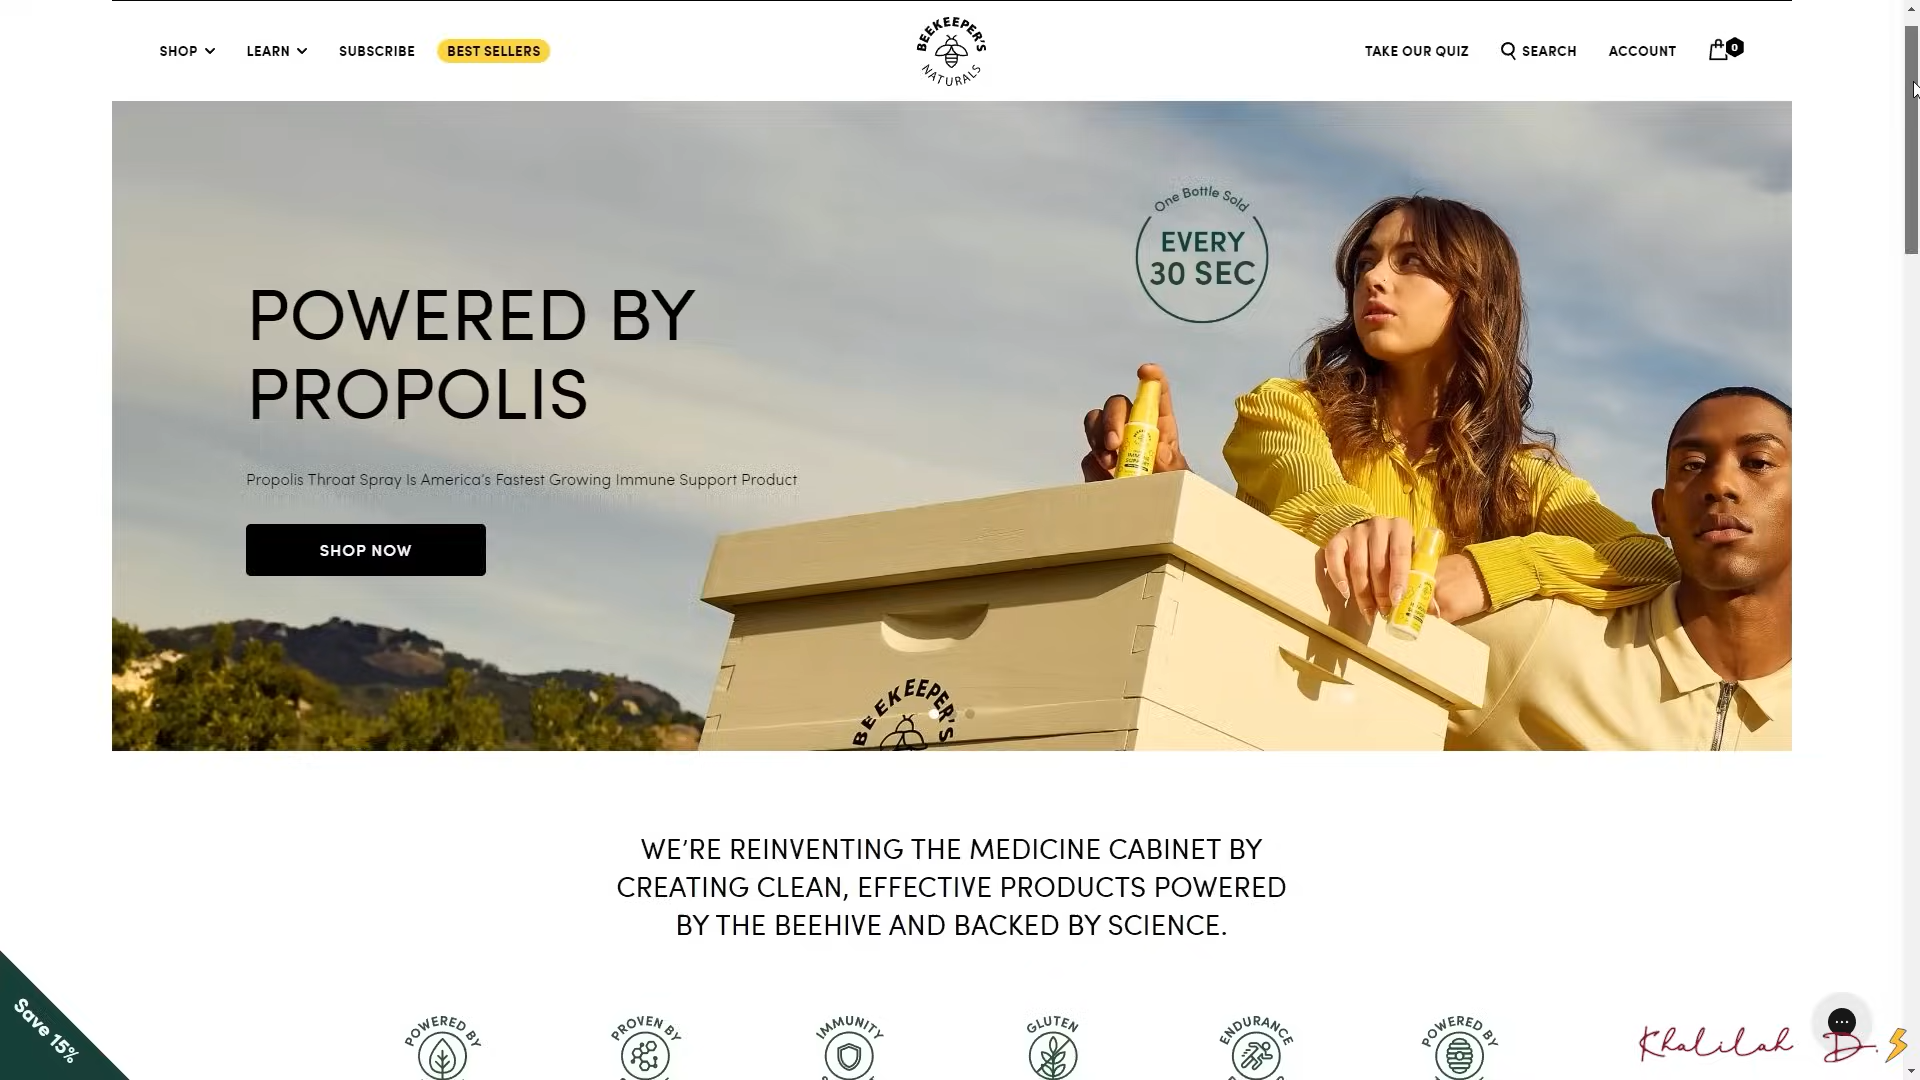 SHOP
LEARN
SUBSCRIBE
BEST SELLERS
BEEKEEPER'S
NATURALS
TAKE OUR QUIZ
SEARCH
ACCOUNT
0
One Bottle Sold
EVERY
30 SEC
POWERED BY
PROPOLIS
Propolis Throat Spray Is America's Fastest Growing Immune Support Product
SHOP NOW
BEEKEEPER'S
WE'RE REINVENTING THE MEDICINE CABINET BY
CREATING CLEAN, EFFECTIVE PRODUCTS POWERED
BY THE BEEHIVE AND BACKED BY SCIENCE.
Save 15%
POWERED BY
PROVEN BY
IMMUNITY
GLUTEN
ENDURANCE
POWERED BY
Khalilah D.